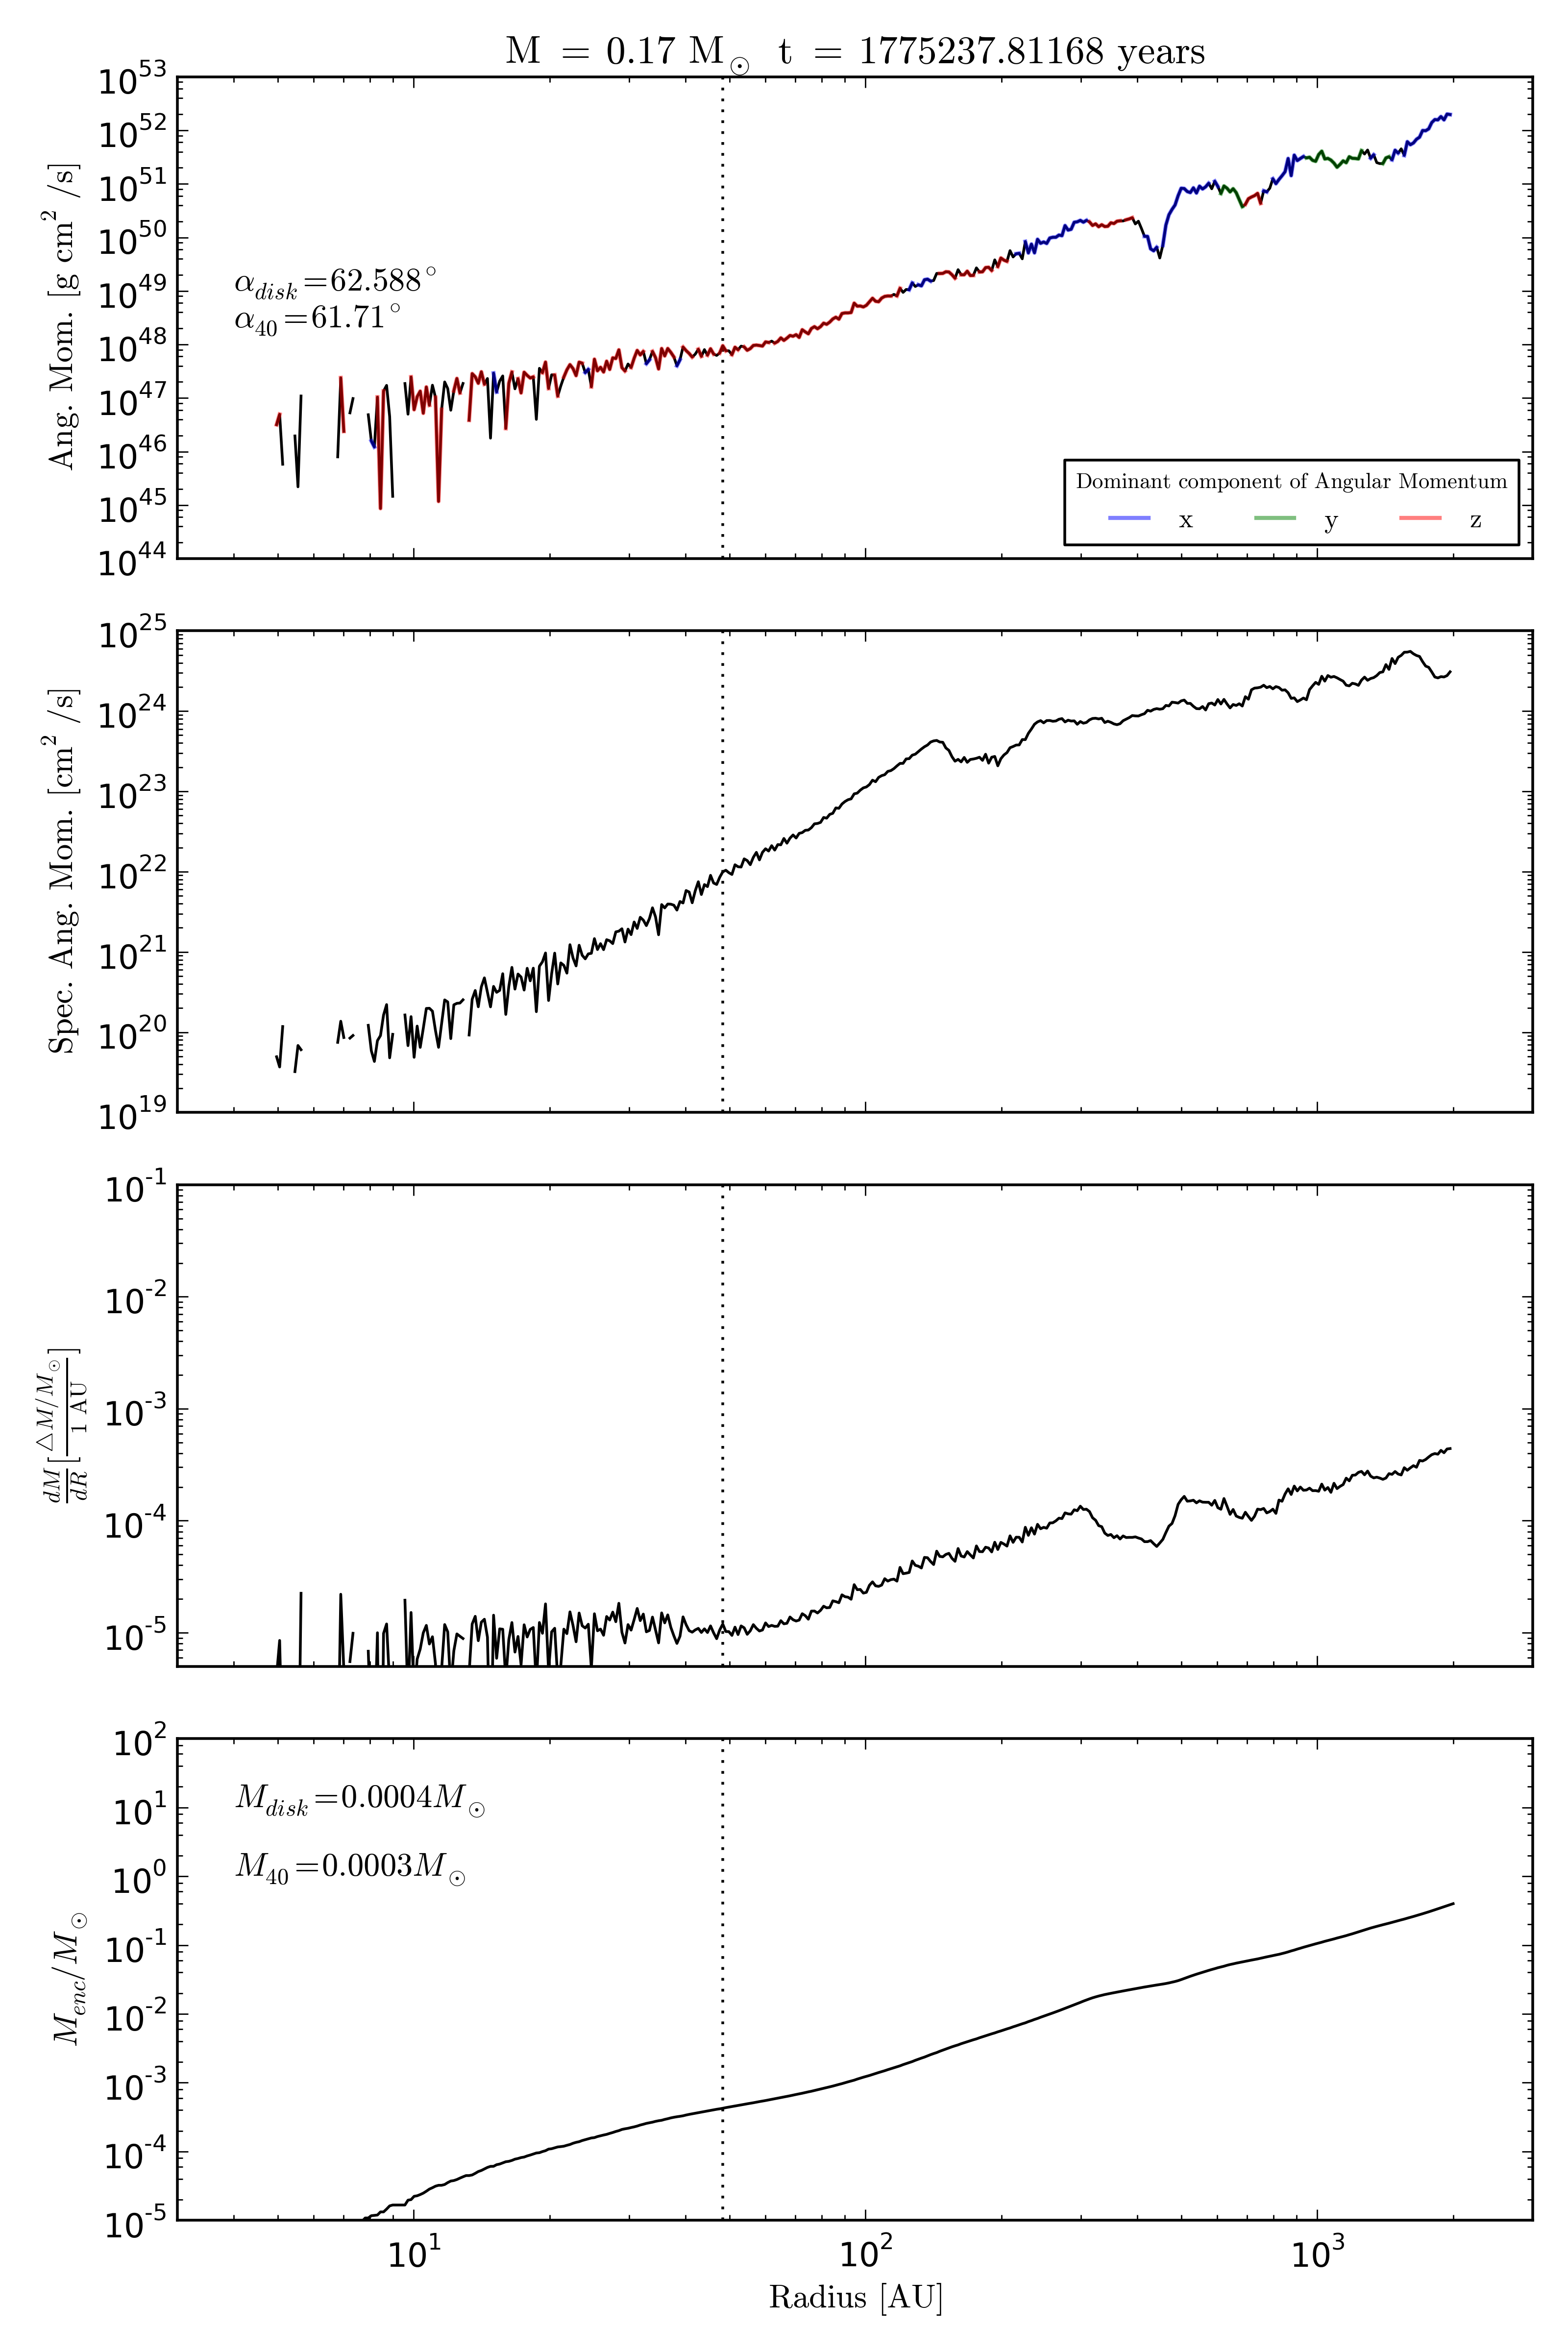 M = 0.17 M☉ t = 1775237.81168 years
10^53
10^52
10^51
10^50
10^49
10^48
10^47
10^46
10^45
10^44
Ang. Mom. [g cm² /s]
α_disk = 62.588°
α_40 = 61.71°
Dominant component of Angular Momentum
x y z
10^25
10^24
10^23
10^22
10^21
10^20
10^19
Spec. Ang. Mom. [cm² /s]
10^-1
10^-2
10^-3
10^-4
10^-5
dM/dR [△M/M☉ / 1 AU]
10^2
10^1
10^0
10^-1
10^-2
10^-3
10^-4
10^-5
M_enc/M☉
M_disk = 0.0004M☉
M_40 = 0.0003M☉
10^1 10^2 10^3
Radius [AU]